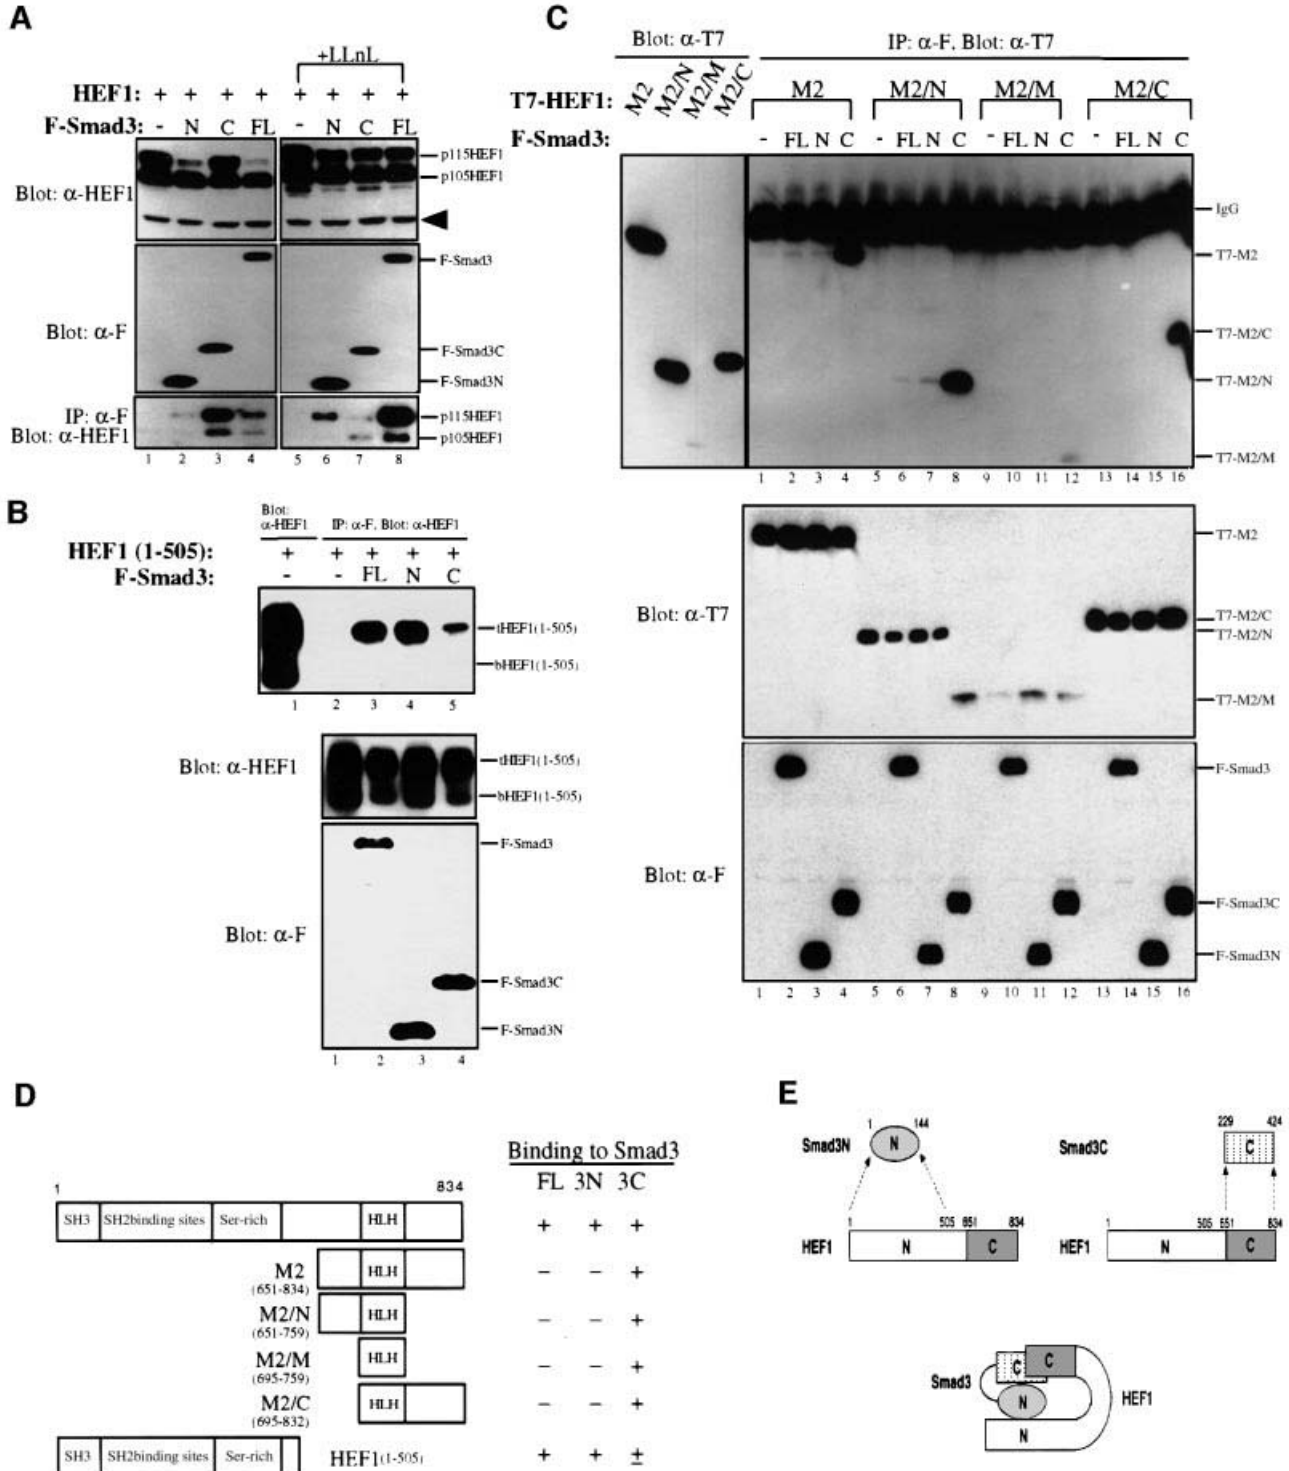 A
+LLnL
HEF1: + + + + + + + +
F-Smad3: - N C FL - N C FL
Blot: α-HEF1
p115HEF1
p105HEF1
Blot: α-F
F-Smad3
F-Smad3C
F-Smad3N
IP: α-F
Blot: α-HEF1
p115HEF1
p105HEF1
1 2 3 4 5 6 7 8
B
Blot: α-HEF1
IP: α-F, Blot: α-HEF1
HEF1 (1-505): + + + + +
F-Smad3: - - FL N C
tHEF1(1-505)
bHEF1(1-505)
1 2 3 4 5
Blot: α-HEF1
tHEF1(1-505)
bHEF1(1-505)
Blot: α-F
F-Smad3
F-Smad3C
F-Smad3N
1 2 3 4
C
Blot: α-T7
IP: α-F, Blot: α-T7
T7-HEF1: M2 M2/N M2/M M2/C M2 M2/N M2/M M2/C
F-Smad3: - FL N C - FL N C - FL N C - FL N C
IgG
T7-M2
T7-M2/C
T7-M2/N
T7-M2/M
1 2 3 4 5 6 7 8 9 10 11 12 13 14 15 16
Blot: α-T7
T7-M2
T7-M2/C
T7-M2/N
T7-M2/M
Blot: α-F
F-Smad3
F-Smad3C
F-Smad3N
1 2 3 4 5 6 7 8 9 10 11 12 13 14 15 16
D
Binding to Smad3
FL 3N 3C
1 834
SH3 SH2binding sites Ser-rich HLH + + +
M2 HLH - - +
(651-834)
M2/N HLH - - +
(651-759)
M2/M HLH - - +
(695-759)
M2/C HLH - - +
(695-832)
SH3 SH2binding sites Ser-rich HEF1(1-505) + + ±
E
1 144
Smad3N N
1 505 651 834
HEF1 N C
229 424
Smad3C C
1 505 651 834
HEF1 N C
C C
Smad3 N HEF1
N